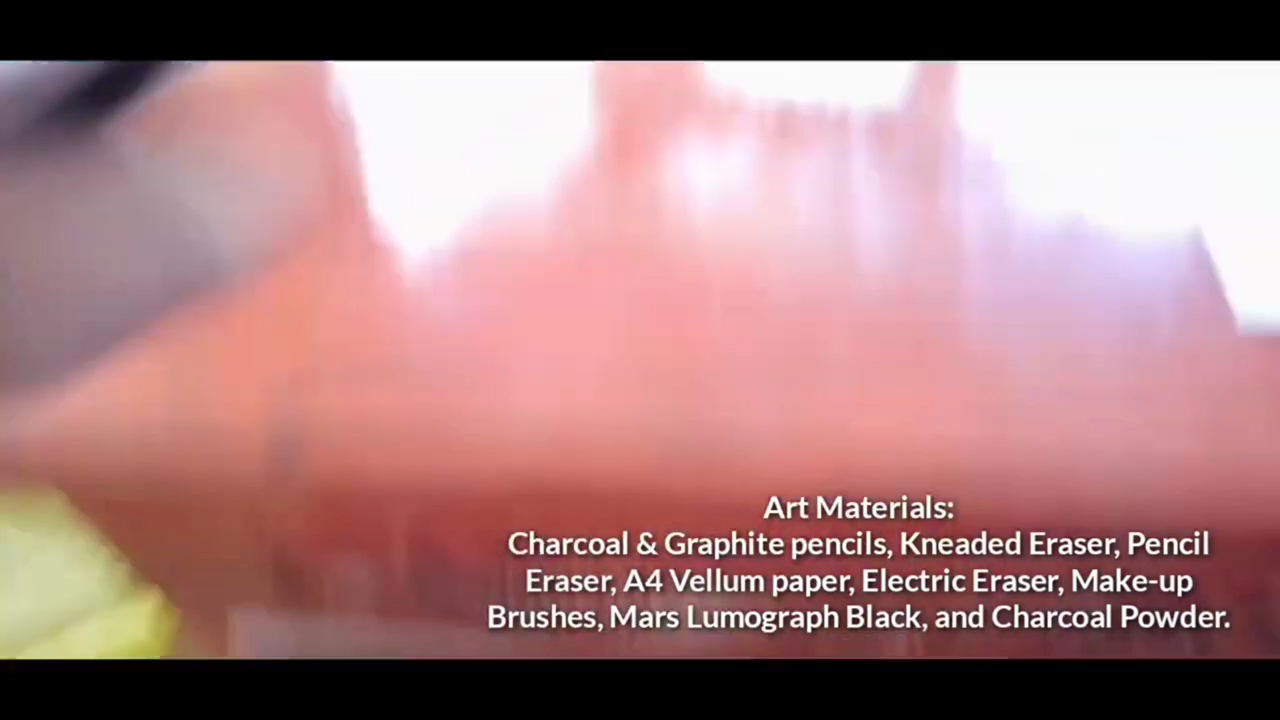 Art Materials:
Charcoal & Graphite pencils, Kneaded Eraser, Pencil
Eraser, A4 Vellum paper, Electric Eraser, Make-up
Brushes, Mars Lumograph Black, and Charcoal Powder.